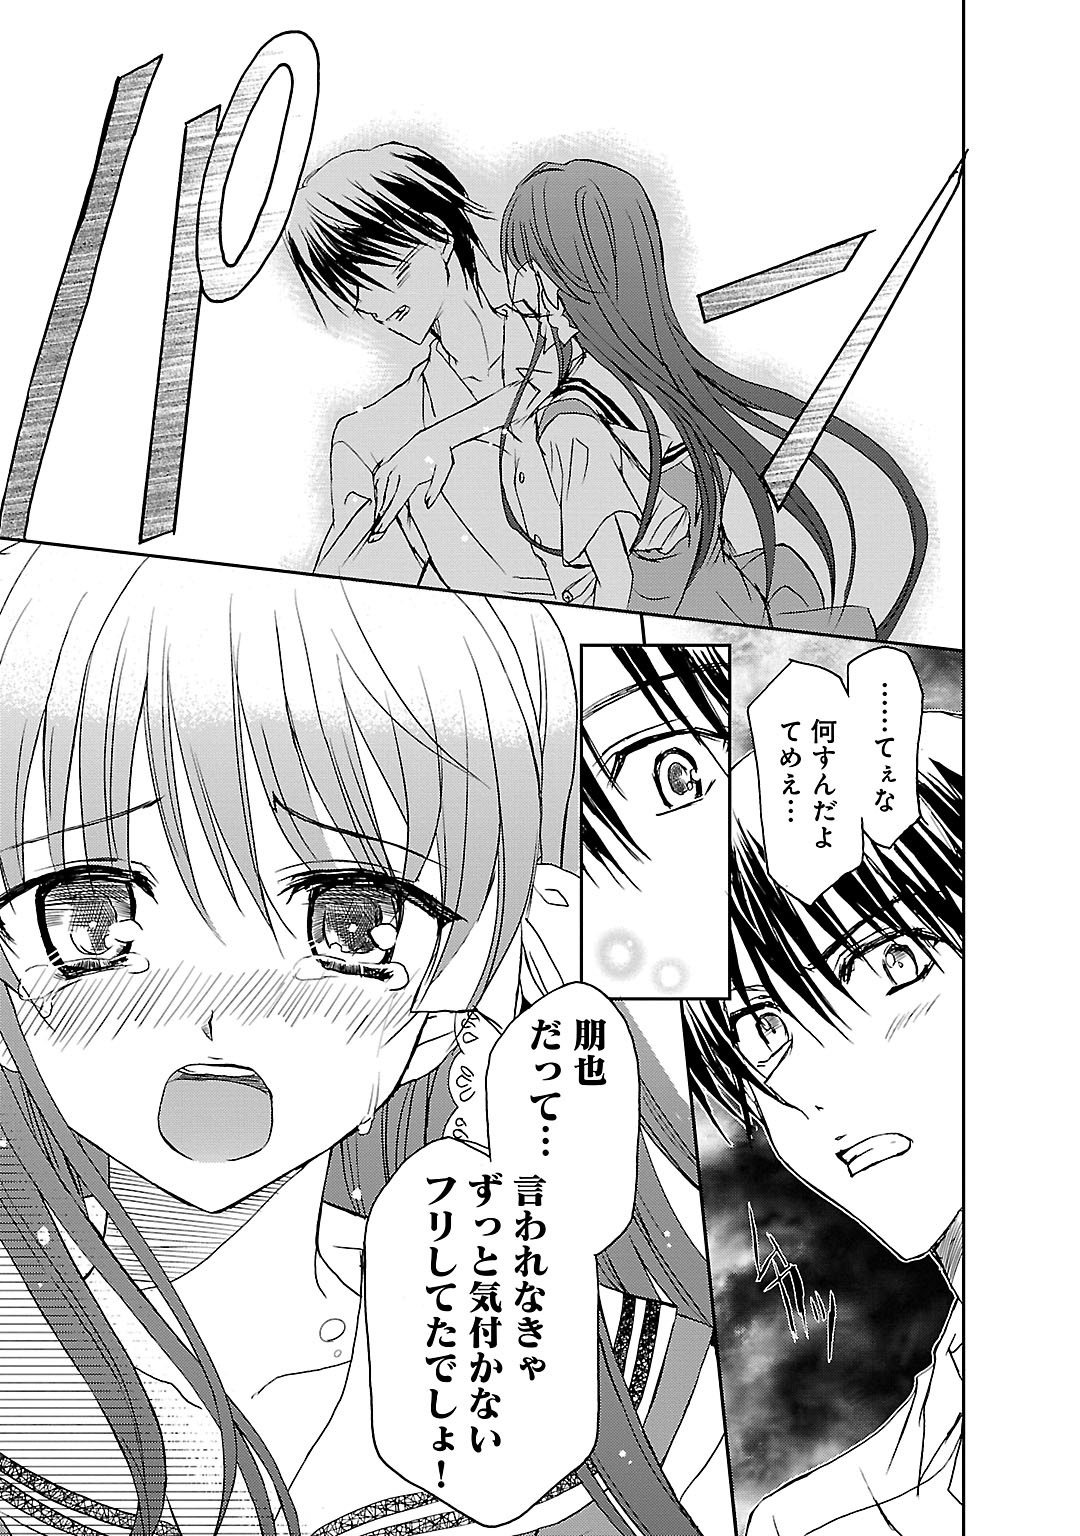 パン
……てぇな
何すんだよ
てめえ…
朋也
だって…
言われなきゃ
ずっと気付かない
フリしてたでしょ！